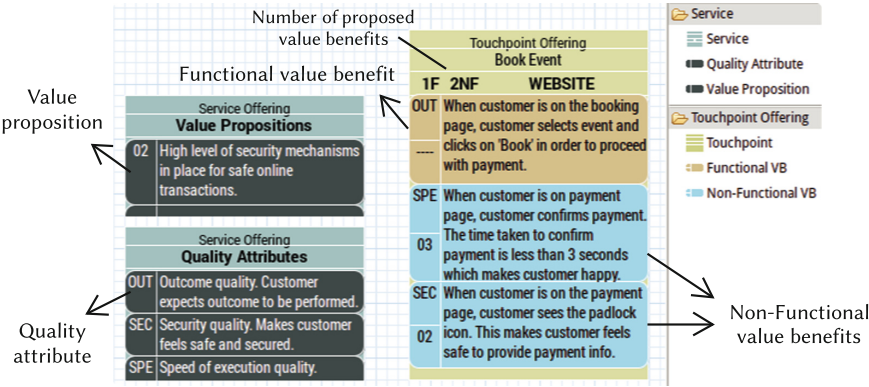 Number of proposed
value benefits
Functional value benefit
Value
proposition
Service Offering
Value Propositions
02 High level of security mechanisms
in place for safe online
transactions.
Service Offering
Quality Attributes
OUT Outcome quality. Customer
expects outcome to be performed.
SEC Security quality. Makes customer
feels safe and secured.
SPE Speed of execution quality.
Quality
attribute
Touchpoint Offering
Book Event
1F 2NF WEBSITE
OUT When customer is on the booking
page, customer selects event and
clicks on 'Book' in order to proceed
---- with payment.
SPE When customer is on payment
page, customer confirms payment.
03 The time taken to confirm
payment is less than 3 seconds
which makes customer happy.
SEC When customer is on the payment
page, customer sees the padlock
02 icon. This makes customer feels
safe to provide payment info.
Service
Service
Quality Attribute
Value Proposition
Touchpoint Offering
Touchpoint
Functional VB
Non-Functional VB
Non-Functional
value benefits